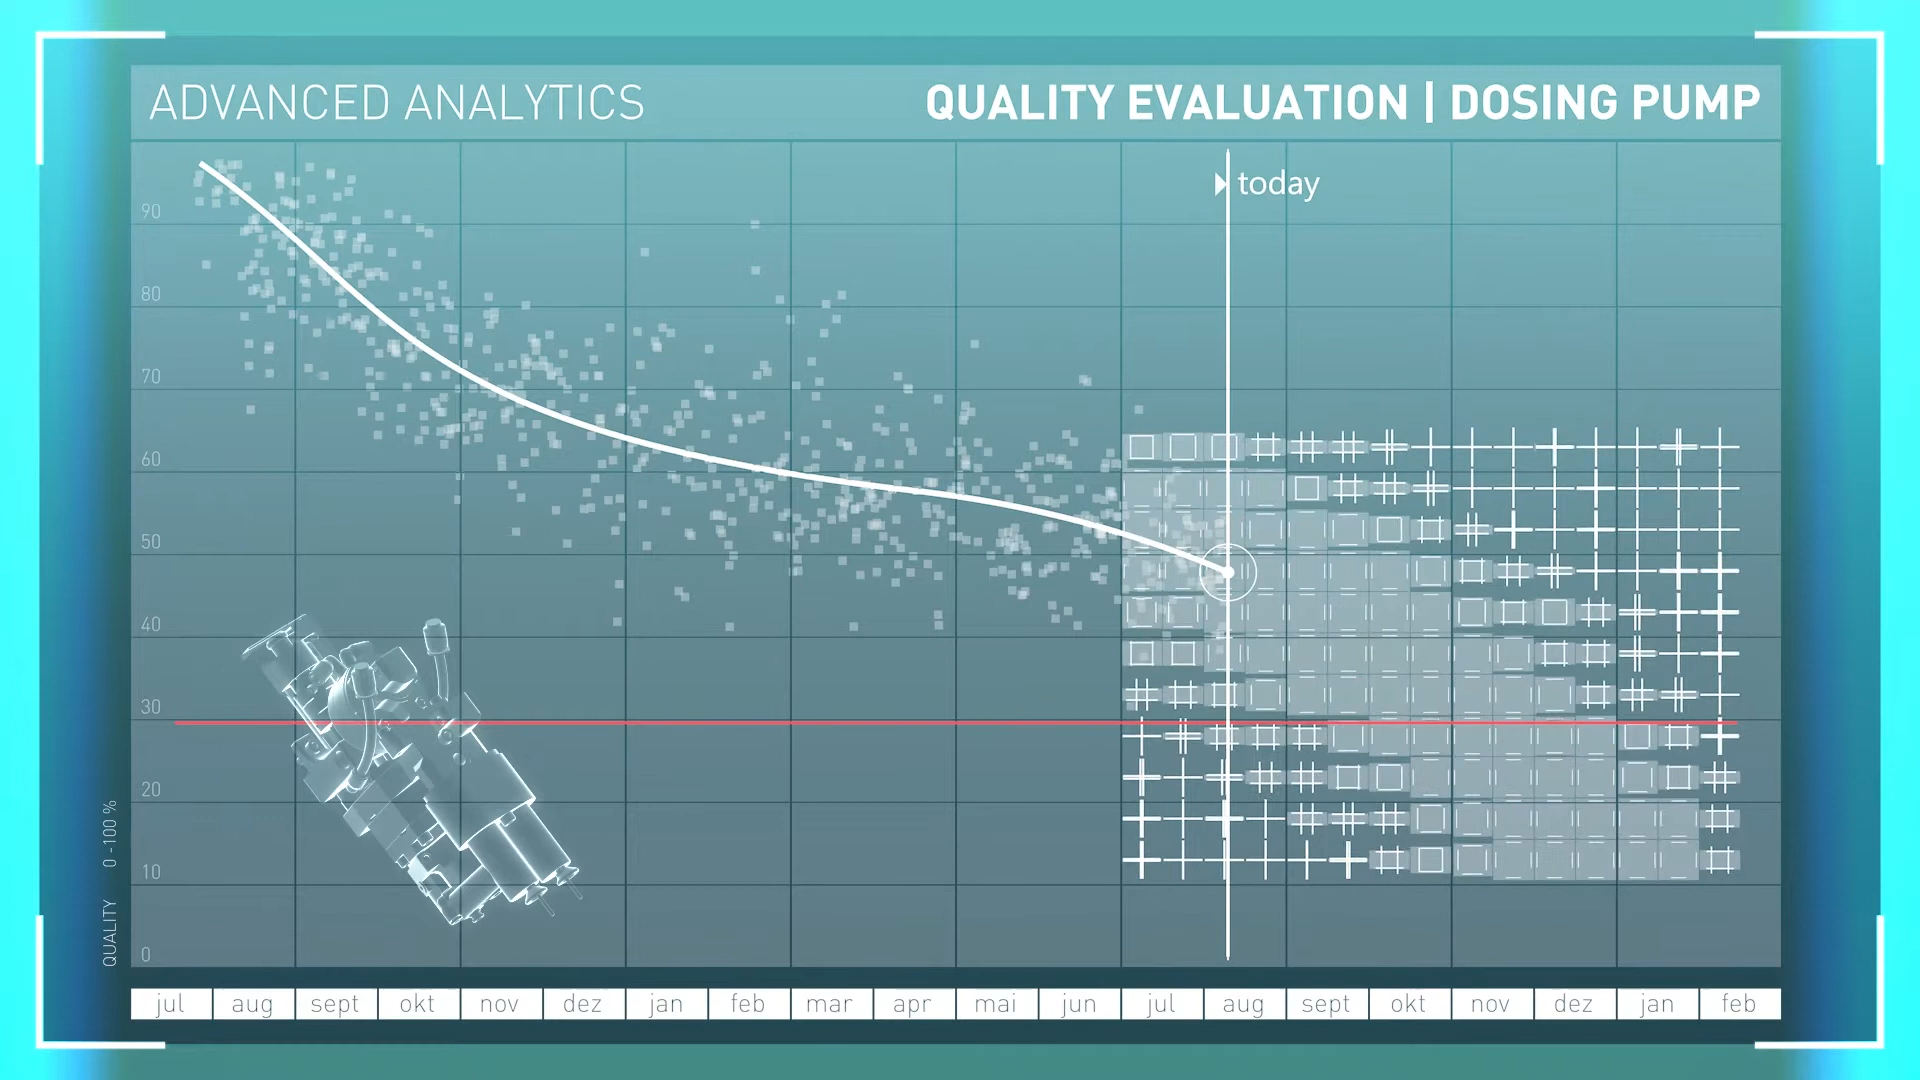 ADVANCED ANALYTICS
QUALITY EVALUATION | DOSING PUMP
today
90
80
70
60
50
40
30
20
10
0
QUALITY 0 -100 %
jul aug sept okt nov dez jan feb mar apr mai jun jul aug sept okt nov dez jan feb